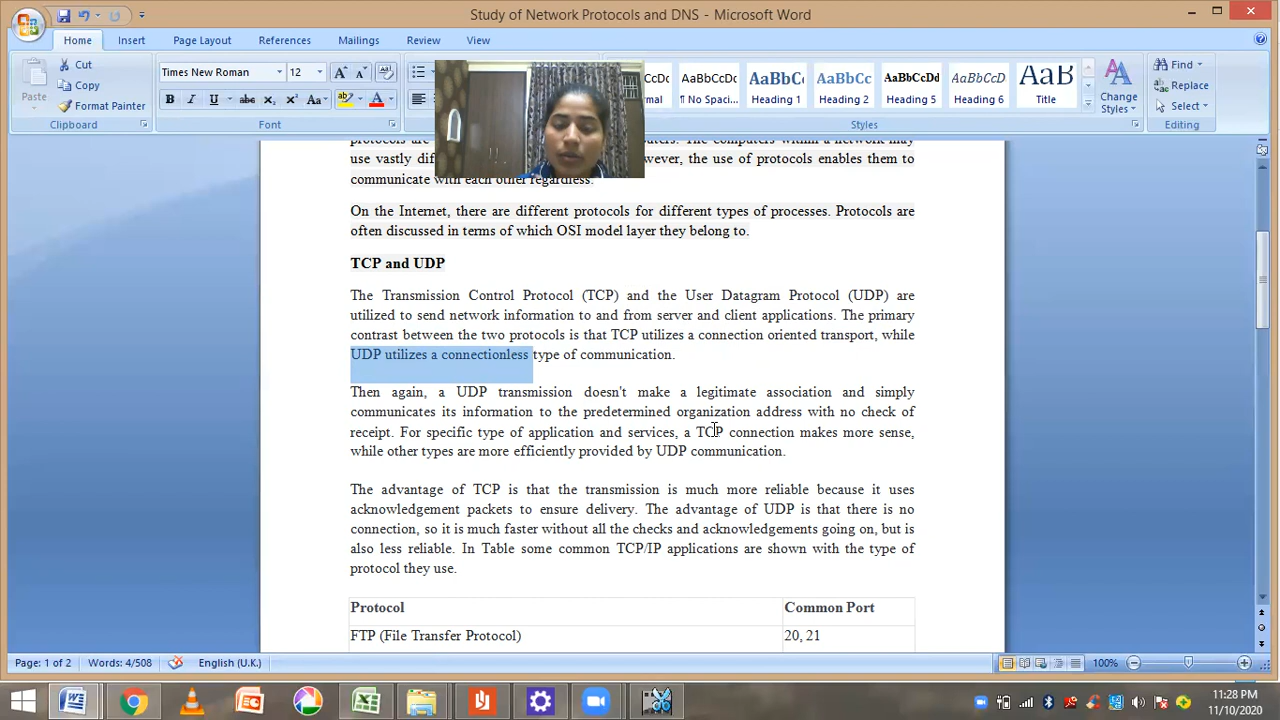 Study of Network Protocols and DNS - Microsoft Word
Home Insert Page Layout References Mailings Review View
Paste
Cut
Copy
Format Painter
Clipboard
Times New Roman 12
Font
AaBbCcDc AaBbCcDc AaBbCc AaBbCc AaBbCcDd AaBbCcD AaB
¶ No Spaci... Heading 1 Heading 2 Heading 5 Heading 6 Title
Styles
Change Styles
Find
Replace
Select
Editing
use vastly however, the use of protocols enables them to
communicate with each other regardless.
On the Internet, there are different protocols for different types of processes. Protocols are
often discussed in terms of which OSI model layer they belong to.
TCP and UDP
The Transmission Control Protocol (TCP) and the User Datagram Protocol (UDP) are
utilized to send network information to and from server and client applications. The primary
contrast between the two protocols is that TCP utilizes a connection oriented transport, while
UDP utilizes a connectionless type of communication.
Then again, a UDP transmission doesn't make a legitimate association and simply
communicates its information to the predetermined organization address with no check of
receipt. For specific type of application and services, a TCP connection makes more sense,
while other types are more efficiently provided by UDP communication.
The advantage of TCP is that the transmission is much more reliable because it uses
acknowledgement packets to ensure delivery. The advantage of UDP is that there is no
connection, so it is much faster without all the checks and acknowledgements going on, but is
also less reliable. In Table some common TCP/IP applications are shown with the type of
protocol they use.
Protocol Common Port
FTP (File Transfer Protocol) 20, 21
Page: 1 of 2 Words: 4/508 English (U.K.) 100%
11:28 PM
11/10/2020